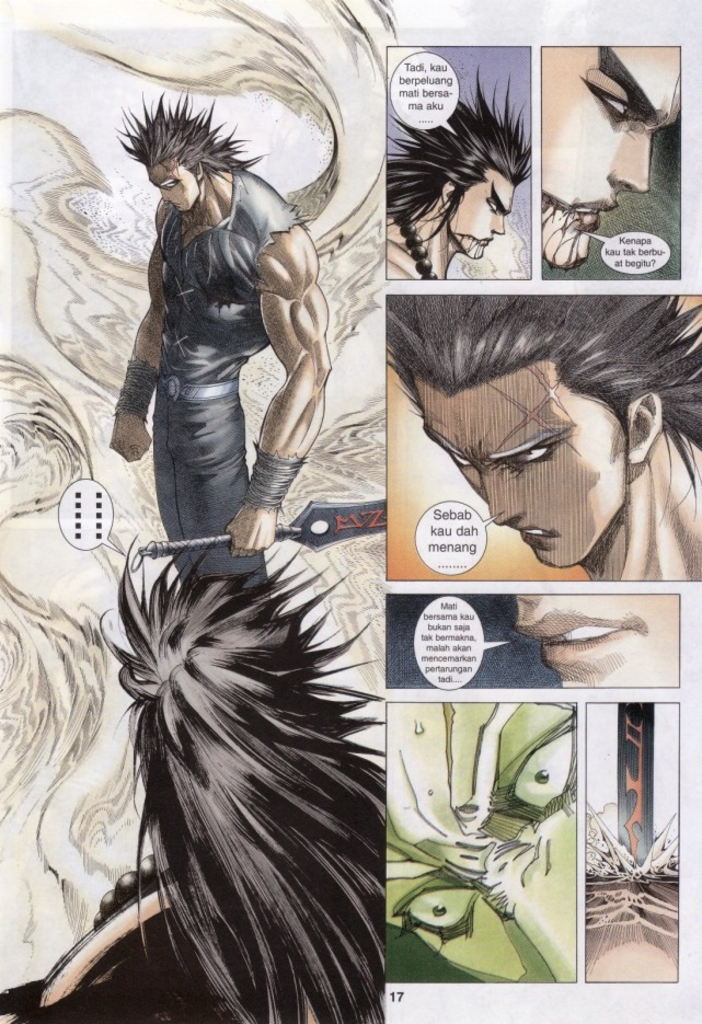 Tadi, kau
berpeluang
mati bersa-
ma aku
.....
Kenapa
kau tak berbu-
at begitu?
......
......
Sebab
kau dah
menang
........
Mati
bersama kau
bukan saja
tak bermakna,
malah akan
mencemarkan
pertarungan
tadi....
17